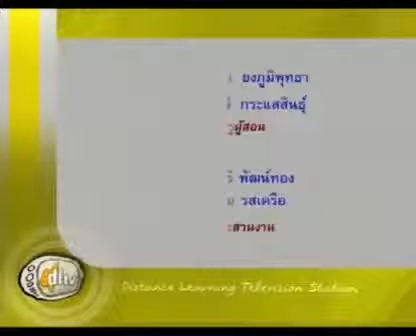 ยงภูมิพุทธา
กระแสสินธุ์
ผู้สอน
พัฒน์ทอง
รสเครือ
สานงาน
Distance Learning Television Station